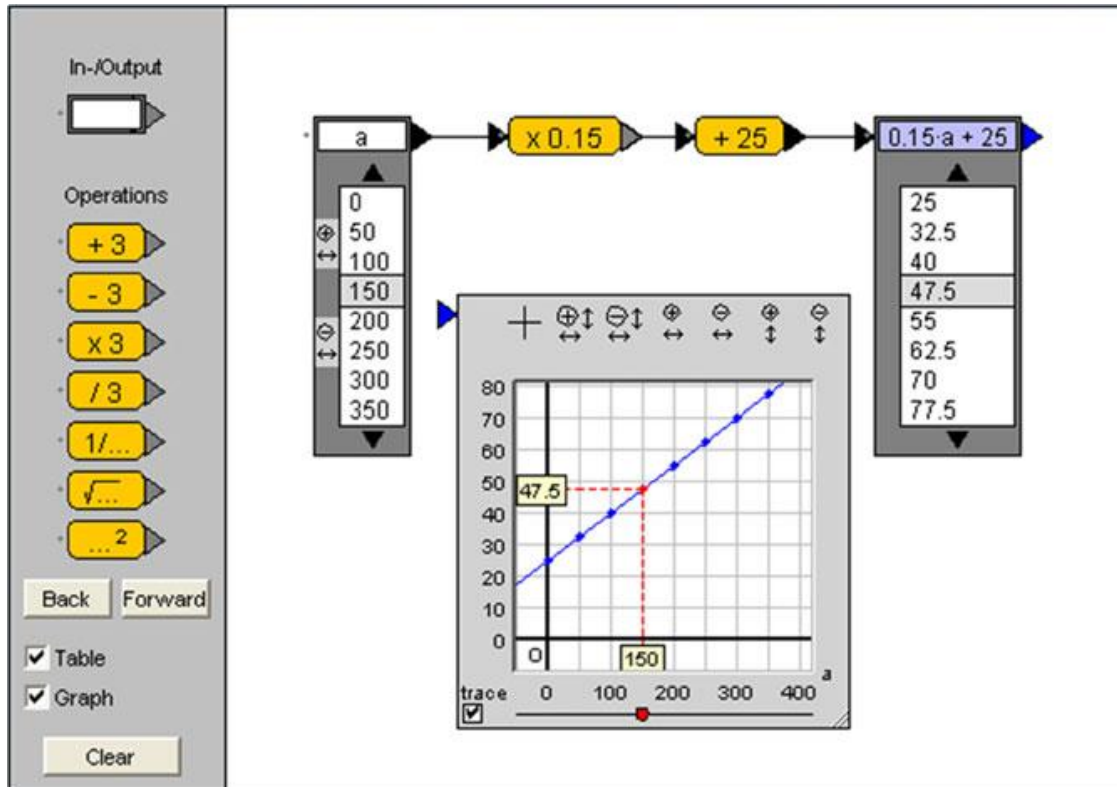 In-/Output
Operations
+ 3
- 3
x 3
/ 3
1/...
√...
...²
Back Forward
Table
Graph
Clear
a x 0.15 + 25 0.15·a + 25
0
50
100
150
200
250
300
350
25
32.5
40
47.5
55
62.5
70
77.5
80
70
60
50
47.5
40
30
20
10
0
O 150
a
trace 0 100 200 300 400